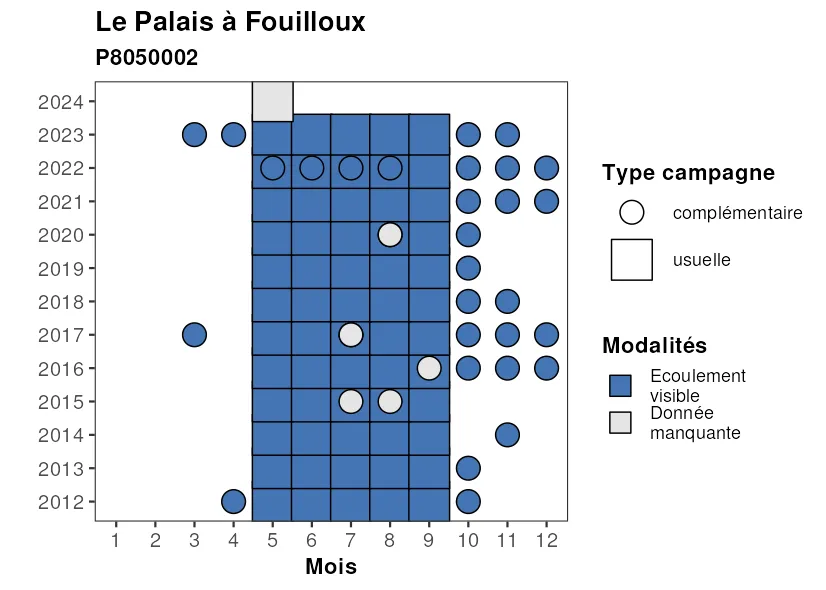 Le Palais à Fouilloux
P8050002
2024
2023
2022
2021
2020
2019
2018
2017
2016
2015
2014
2013
2012
1 2 3 4 5 6 7 8 9 10 11 12
Mois
Type campagne
complémentaire
usuelle
Modalités
Ecoulement
visible
Donnée
manquante